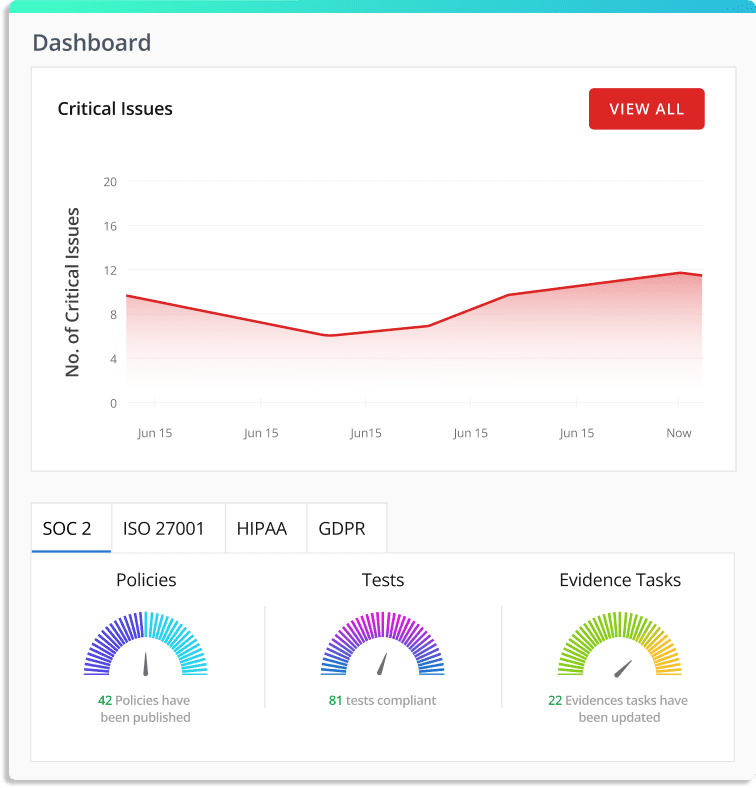 Dashboard
Critical Issues
VIEW ALL
No. of Critical Issues
20
16
12
8
4
0
Jun 15
Jun 15
Jun15
Jun 15
Jun 15
Now
SOC 2
ISO 27001
HIPAA
GDPR
Policies
42 Policies have
been published
Tests
81 tests compliant
Evidence Tasks
22 Evidences tasks have
been updated